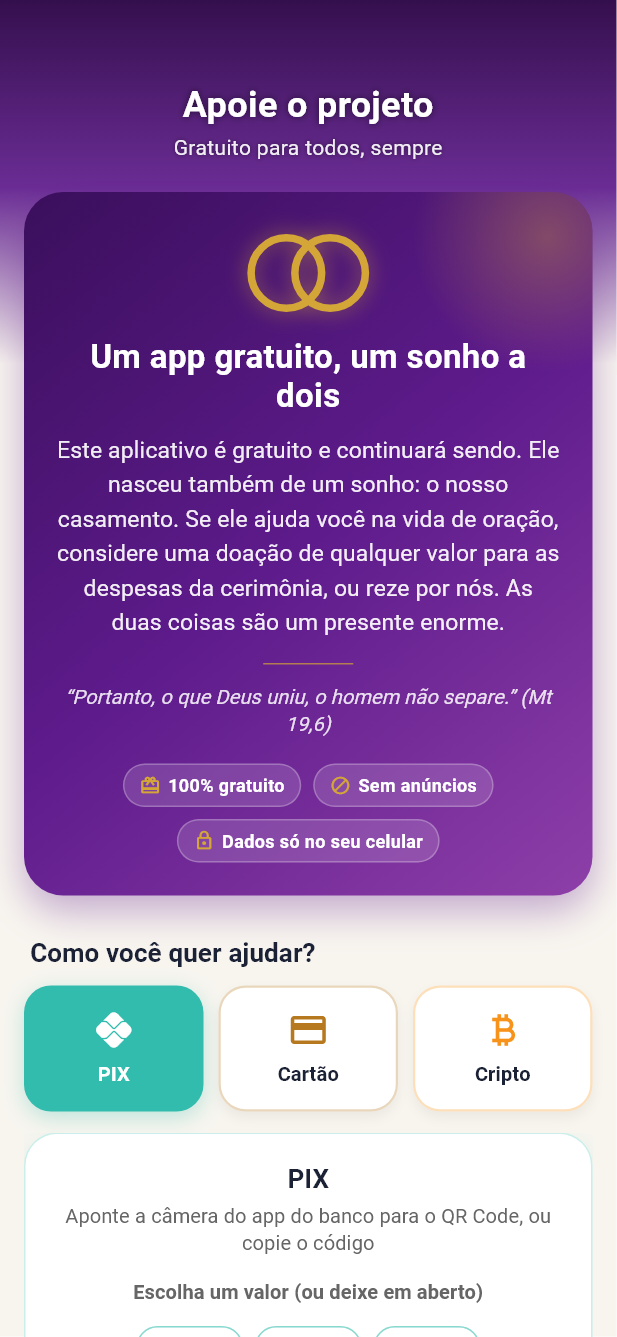 Apoie o projeto
Gratuito para todos, sempre
Um app gratuito, um sonho a
dois
Este aplicativo é gratuito e continuará sendo. Ele
nasceu também de um sonho: o nosso
casamento. Se ele ajuda você na vida de oração,
considere uma doação de qualquer valor para as
despesas da cerimônia, ou reze por nós. As
duas coisas são um presente enorme.
“Portanto, o que Deus uniu, o homem não separe.” (Mt
19,6)
100% gratuito
Sem anúncios
Dados só no seu celular
Como você quer ajudar?
PIX
Cartão
Cripto
PIX
Aponte a câmera do app do banco para o QR Code, ou
copie o código
Escolha um valor (ou deixe em aberto)